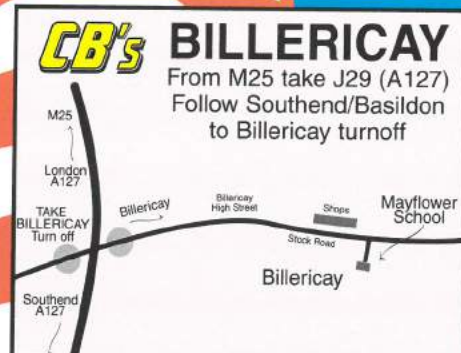 CB's BILLERICAY
From M25 take J29 (A127)
Follow Southend/Basildon
to Billericay turnoff
M25
London
A127
TAKE
BILLERICAY
Turn off
Billericay
Billericay
High Street
Shops
Stock Road
Mayflower
School
Billericay
Southend
A127